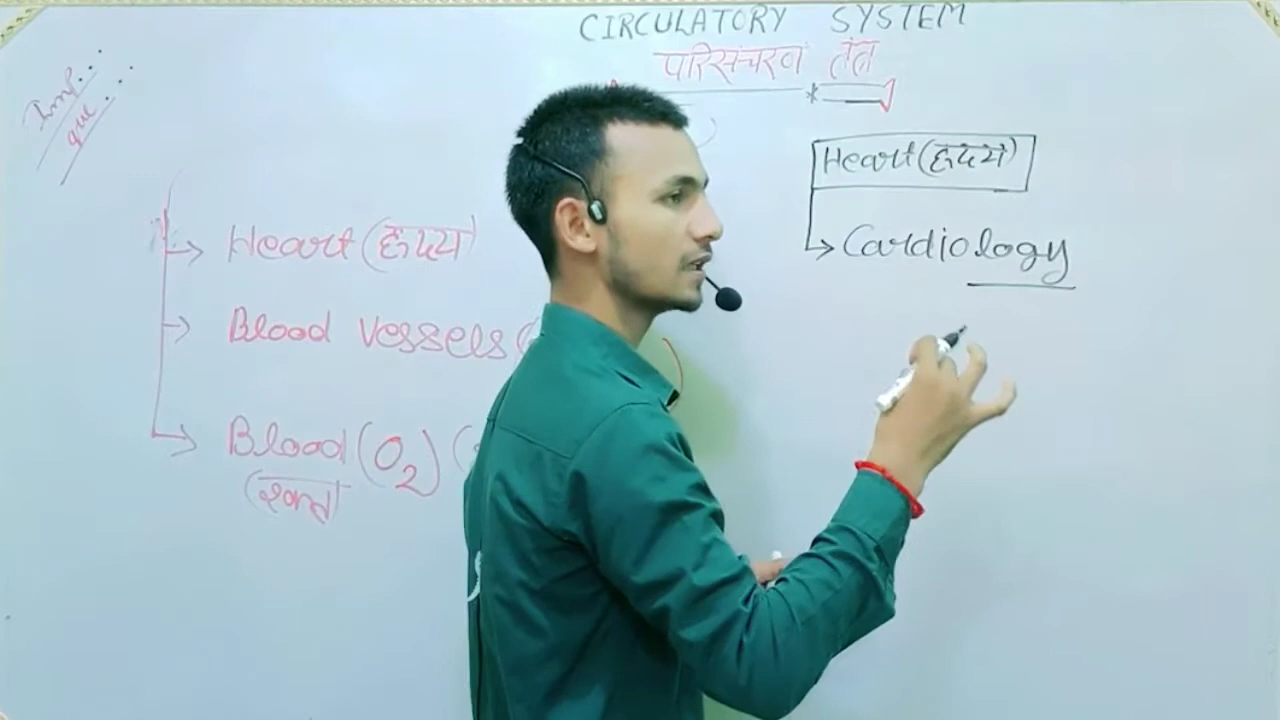 CIRCULATORY SYSTEM
परिसंचरण तंत्र
Imp..
que...
Heart (हृदय)
Blood vessels (
Blood (O2) (
(रक्त)
Heart (हृदय)
Cardiology